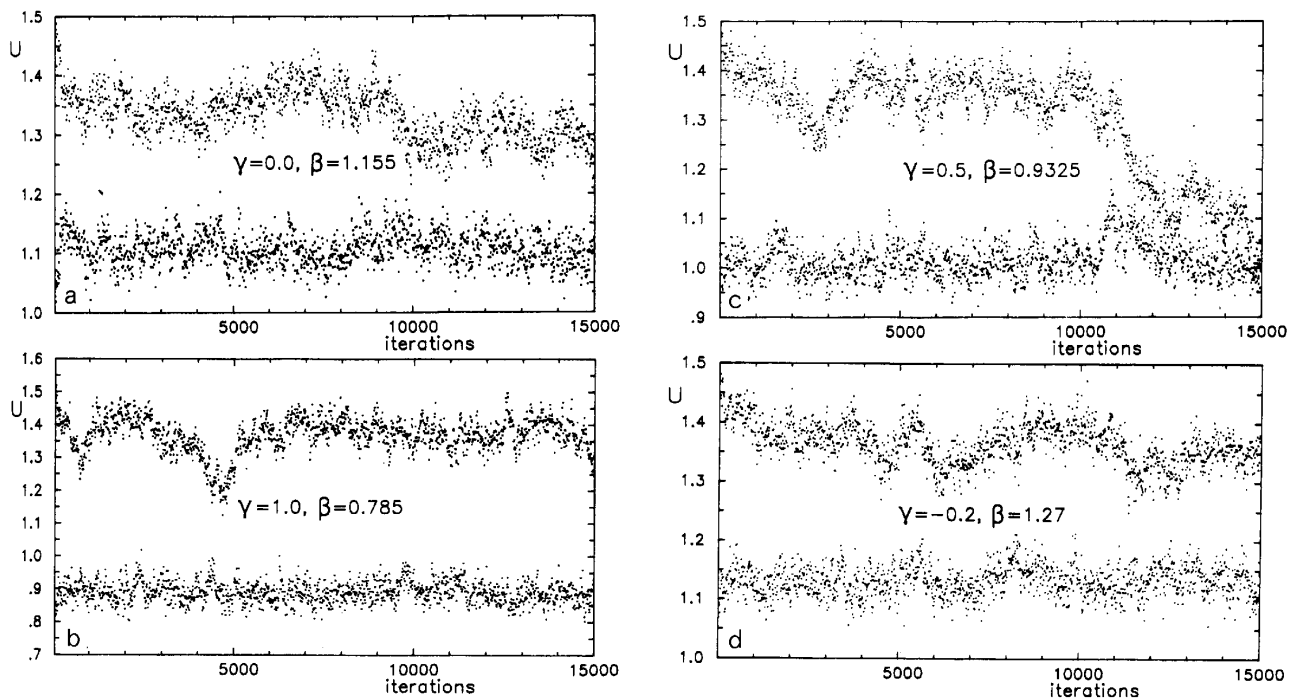 1.5
U
1.4
1.3
1.2
1.1
1.0
γ=0.0, β=1.155
a
5000
10000
15000
iterations
1.6
1.5
U
1.4
1.3
1.2
1.1
1.0
.9
.8
.7
γ=1.0, β=0.785
b
5000
10000
15000
iterations
1.5
U
1.4
1.3
1.2
1.1
1.0
.9
γ=0.5, β=0.9325
c
5000
10000
15000
iterations
1.5
U
1.4
1.3
1.2
1.1
1.0
γ=-0.2, β=1.27
d
5000
10000
15000
iterations